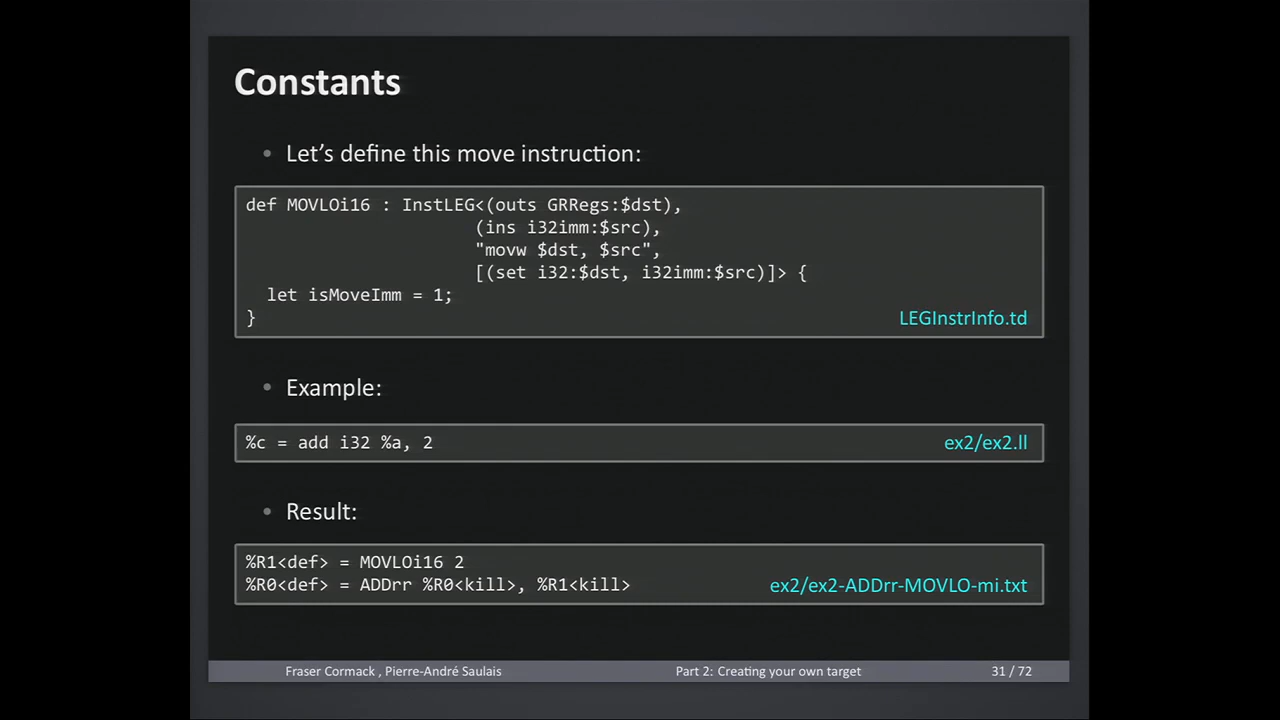 Constants
• Let's define this move instruction:
def MOVLOi16 : InstLEG<(outs GRRegs:$dst),
(ins i32imm:$src),
"movw $dst, $src",
[(set i32:$dst, i32imm:$src)]> {
let isMoveImm = 1;
}
LEGInstrInfo.td
• Example:
%c = add i32 %a, 2
ex2/ex2.ll
• Result:
%R1<def> = MOVLOi16 2
%R0<def> = ADDrr %R0<kill>, %R1<kill>
ex2/ex2-ADDrr-MOVLO-mi.txt
Fraser Cormack , Pierre-André Saulais
Part 2: Creating your own target
31 / 72